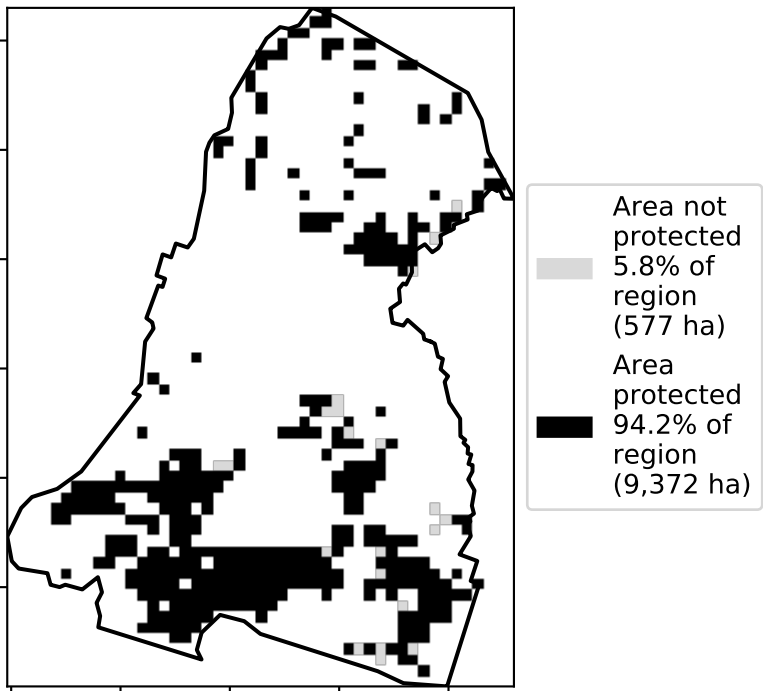 Area not
protected
5.8% of
region
(577 ha)
Area
protected
94.2% of
region
(9,372 ha)